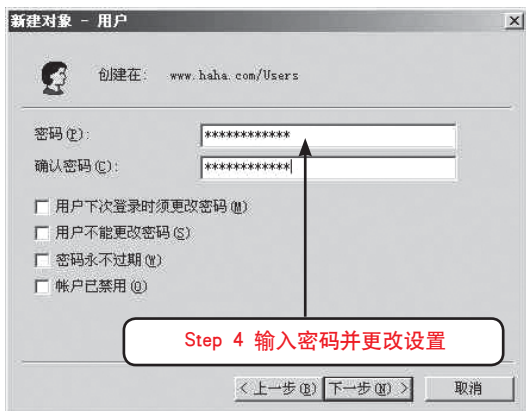 新建对象 - 用户
创建在: www.haha.com/Users
密码(P): ************
确认密码(C): ************
用户下次登录时须更改密码(M)
用户不能更改密码(S)
密码永不过期(W)
帐户已禁用(O)
Step 4 输入密码并更改设置
< 上一步(B) 下一步(N) > 取消